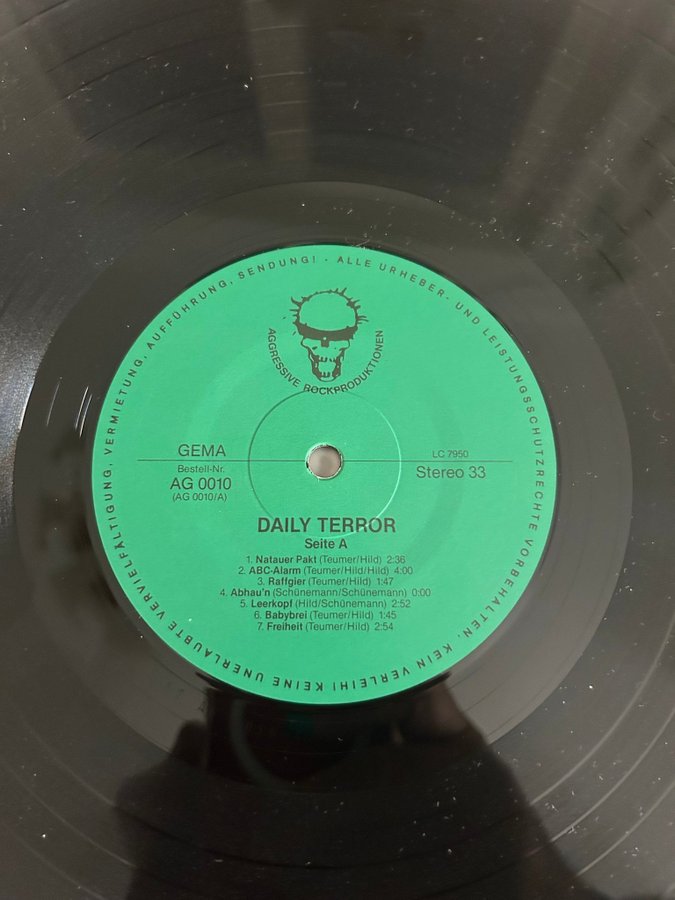 KEINE UNERLAUBTE VERVIELFÄLTIGUNG, VERMIETUNG, AUFFÜHRUNG, SENDUNG! · ALLE URHEBER- UND LEISTUNGSSCHUTZRECHTE VORBEHALTEN. KEIN VERLEIH!
AGGRESSIVE ROCKPRODUKTIONEN
GEMA
Bestell-Nr.
AG 0010
(AG 0010/A)
LC 7950
Stereo 33
DAILY TERROR
Seite A
1. Natauer Pakt (Teumer/Hild) 2:36
2. ABC-Alarm (Teumer/Hild/Hild) 4:00
3. Raffgier (Teumer/Hild) 1:47
4. Abhau'n (Schünemann/Schünemann) 0:00
5. Leerkopf (Hild/Schünemann) 2:52
6. Babybrei (Teumer/Hild) 1:45
7. Freiheit (Teumer/Hild) 2:54